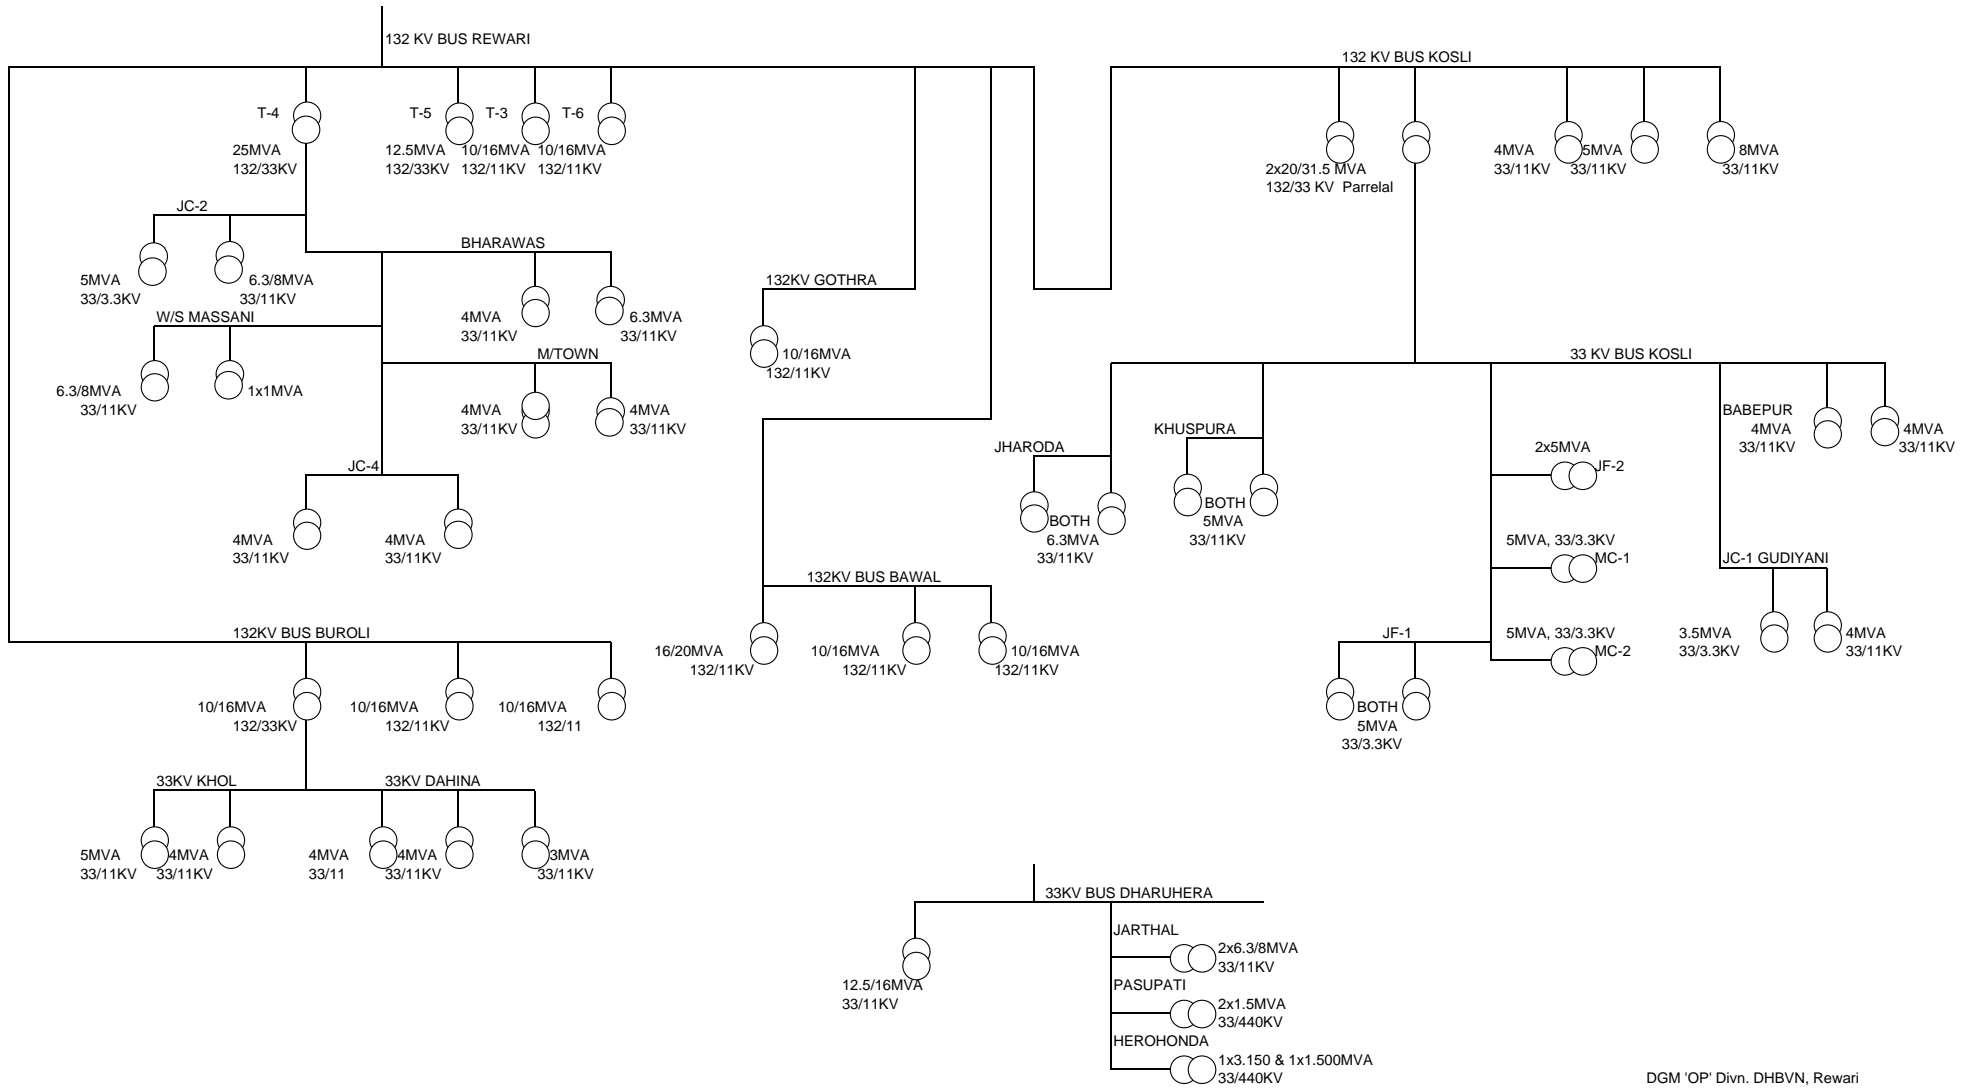 132 KV BUS REWARI
132 KV BUS KOSLI
T-4
T-5
T-3
T-6
25MVA
132/33KV
12.5MVA
132/33KV
10/16MVA
132/11KV
10/16MVA
132/11KV
2x20/31.5 MVA
132/33 KV Parrelal
4MVA
33/11KV
5MVA
33/11KV
8MVA
33/11KV
JC-2
5MVA
33/3.3KV
6.3/8MVA
33/11KV
BHARAWAS
4MVA
33/11KV
6.3MVA
33/11KV
W/S MASSANI
6.3/8MVA
33/11KV
1x1MVA
M/TOWN
4MVA
33/11KV
4MVA
33/11KV
JC-4
4MVA
33/11KV
4MVA
33/11KV
132KV GOTHRA
10/16MVA
132/11KV
33 KV BUS KOSLI
JHARODA
BOTH
6.3MVA
33/11KV
KHUSPURA
BOTH
5MVA
33/11KV
2x5MVA
JF-2
5MVA, 33/3.3KV
MC-1
5MVA, 33/3.3KV
MC-2
JF-1
BOTH
5MVA
33/3.3KV
BABEPUR
4MVA
33/11KV
4MVA
33/11KV
JC-1 GUDIYANI
3.5MVA
33/3.3KV
4MVA
33/11KV
132KV BUS BAWAL
16/20MVA
132/11KV
10/16MVA
132/11KV
10/16MVA
132/11KV
132KV BUS BUROLI
10/16MVA
132/33KV
10/16MVA
132/11KV
10/16MVA
132/11
33KV KHOL
33KV DAHINA
5MVA
33/11KV
4MVA
33/11KV
4MVA
33/11
4MVA
33/11KV
3MVA
33/11KV
33KV BUS DHARUHERA
12.5/16MVA
33/11KV
JARTHAL
2x6.3/8MVA
33/11KV
PASUPATI
2x1.5MVA
33/440KV
HEROHONDA
1x3.150 & 1x1.500MVA
33/440KV
DGM 'OP' Divn. DHBVN, Rewari